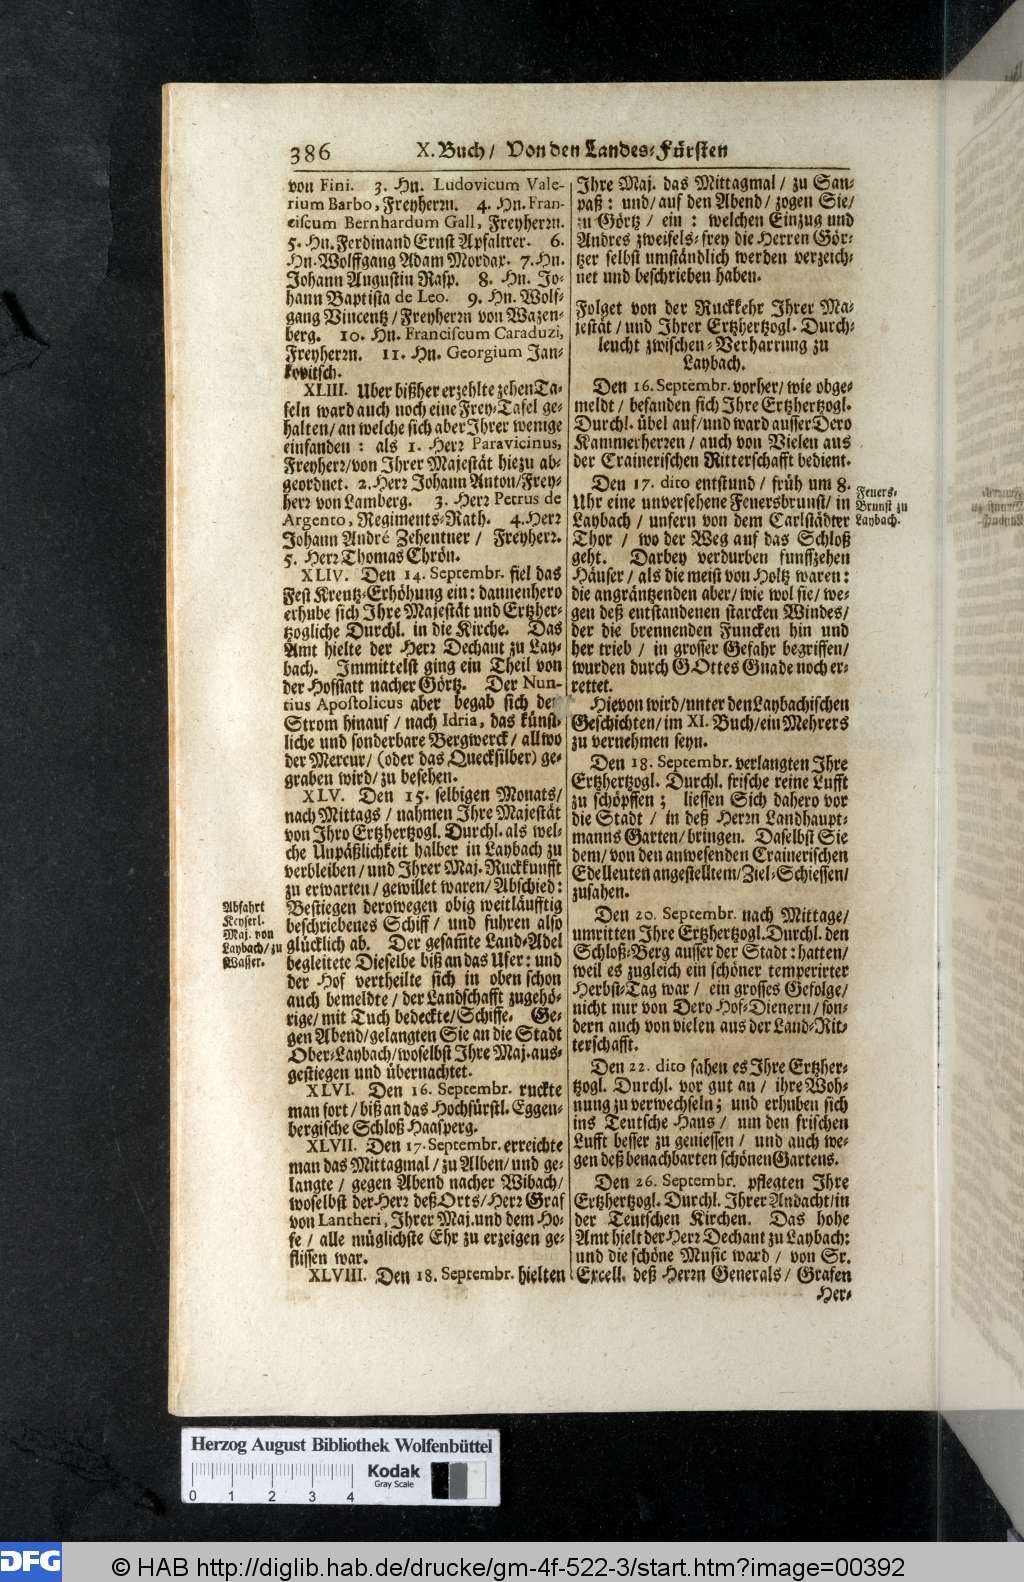 386
X. Buch/ Von den Landes-Fürsten
von Fini. 3. Hn. Ludovicum Vale-
rium Barbo, Freyherrn. 4. Hn. Fran-
ciscum Bernhardum Gall, Freyherrn.
5. Hn. Ferdinand Ernst Apfaltrer. 6.
Hn. Wolffgang Adam Mordax. 7. Hn.
Johann Augustin Rasp. 8. Hn. Jo-
hann Baptista de Leo. 9. Hn. Wolf-
gang Vincentz/ Freyherrn von Wazen-
berg. 10. Hn. Franciscum Caraduzi,
Freyherrn. 11. Hn. Georgium Jan-
kovitsch.
XLIII. Uber bißher erzehlte zehen Ta-
feln ward auch noch eine Frey-Tafel ge-
halten/ an welche sich aber Ihrer wenige
einfanden: als 1. Herr Paravicinus,
Freyherr/ von Ihrer Majestät hiezu ab-
geordnet. 2. Herr Johann Anton/ Frey-
herr von Lamberg. 3. Herr Petrus de
Argento, Regiments-Rath. 4. Herr
Johann André Zehentner/ Freyherr.
5. Herr Thomas Chrön.
XLIV. Den 14. Septembr. fiel das
Fest Kreutz-Erhöhung ein: dannenhero
erhube sich Ihre Majestät und Ertzher-
tzogliche Durchl. in die Kirche. Das
Amt hielte der Herr Dechant zu Lay-
bach. Immittelst ging ein Theil von
der Hofstatt nacher Görtz. Der Nun-
tius Apostolicus aber begab sich den
Strom hinauf/ nach Idria, das künst-
liche und sonderbare Bergwerck/ allwo
der Mercur/ (oder das Quecksilber) ge-
graben wird/ zu besehen.
XLV. Den 15. selbigen Monats/
nach Mittags/ nahmen Ihre Majestät
von Ihro Ertzhertzogl. Durchl. als wel-
che Unpäßlichkeit halber in Laybach zu
verbleiben/ und Ihrer Maj. Ruckkunfft
zu erwarten/ gewillet waren/ Abschied:
Bestiegen derowegen obig weitläufftig
beschriebenes Schiff/ und fuhren also
glücklich ab. Der gesamte Land-Adel
begleitete Dieselbe biß an das Ufer: und
der Hof vertheilte sich in oben schon
auch bemeldte/ der Landschafft zugehö-
rige/ mit Tuch bedeckte/ Schiffe. Ge-
gen Abend/ gelangten Sie an die Stadt
Ober-Laybach/ woselbst Ihre Maj. aus-
gestiegen und übernachtet.
XLVI. Den 16. Septembr. ruckte
man fort/ biß an das Hochfürstl. Eggen-
bergische Schloß Haasperg.
XLVII. Den 17. Septembr. erreichte
man das Mittagmal/ zu Alben/ und ge-
langte/ gegen Abend nacher Wibach/
woselbst der Herr deß Orts/ Herr Graf
von Lantheri, Ihrer Maj. und dem Ho-
fe/ alle müglichste Ehr zu erzeigen ge-
flissen war.
XLVIII. Den 18. Septembr. hielten
Abfahrt
Keyserl.
Maj. von
Laybach/ zu
Wasser.
Ihre Maj. das Mittagmal/ zu San-
paß: und/ auf den Abend/ zogen Sie/
zu Görtz/ ein: welchen Einzug und
Andres zweifels-frey die Herren Gör-
tzer selbst umständlich werden verzeich-
net und beschrieben haben.
Folget von der Ruckkehr Ihrer Ma-
jestät/ und Ihrer Ertzhertzogl. Durch-
leucht zwischen-Verharrung zu
Laybach.
Den 16. Septembr. vorher/ wie obge-
meldt/ befanden sich Ihre Ertzhertzogl.
Durchl. übel auf/ und ward ausser Dero
Kammerherren/ auch von Vielen aus
der Crainerischen Ritterschafft bedient.
Den 17. dito entstund/ früh um 8.
Uhr eine unversehene Feuersbrunst/ in
Laybach/ unfern von dem Carlstädter
Thor/ wo der Weg auf das Schloß
geht. Darbey verdurben funffzehen
Häuser/ als die meist von Holtz waren:
die angräntzenden aber/ wie wol sie/ we-
gen deß entstandenen starcken Windes/
der die brennenden Funcken hin und
her trieb/ in grosser Gefahr begriffen/
wurden durch GOttes Gnade noch er-
rettet.
Hievon wird/ unter den Laybachischen
Geschichten/ im XI. Buch/ ein Mehrers
zu vernehmen seyn.
Den 18. Septembr. verlangten Ihre
Ertzhertzogl. Durchl. frische reine Lufft
zu schöpffen; liessen Sich dahero vor
die Stadt/ in deß Herrn Landhaupt-
manns Garten/ bringen. Daselbst Sie
dem/ von den anwesenden Crainerischen
Edelleuten angestelltem/ Ziel-Schiessen/
zusahen.
Den 20. Septembr. nach Mittage/
umritten Ihre Ertzhertzogl. Durchl. den
Schloß-Berg ausser der Stadt: hatten/
weil es zugleich ein schöner temperirter
Herbst-Tag war/ ein grosses Gefolge/
nicht nur von Dero Hof-Dienern/ son-
dern auch von vielen aus der Land-Rit-
terschafft.
Den 22. dito sahen es Ihre Ertzher-
tzogl. Durchl. vor gut an/ ihre Woh-
nung zu verwechseln; und erhuben sich
ins Teutsche Haus/ um den frischen
Lufft besser zu geniessen/ und auch we-
gen deß benachbarten schönen Gartens.
Den 26. Septembr. pflegten Ihre
Ertzhertzogl. Durchl. Ihrer Andacht/ in
der Teutschen Kirchen. Das hohe
Amt hielt der Herr Dechant zu Laybach:
und die schöne Music ward/ von Sr.
Excell. deß Herrn Generals/ Grafen
Her-
Feuers-
Brunst zu
Laybach.
Herzog August Bibliothek Wolfenbüttel
Kodak
Gray Scale
0 1 2 3 4
DFG
© HAB http://diglib.hab.de/drucke/gm-4f-522-3/start.htm?image=00392